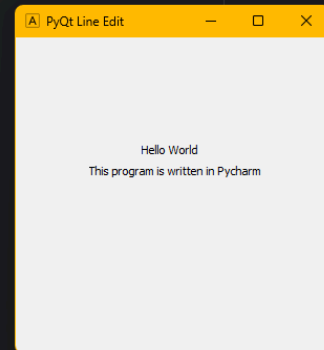 A PyQt Line Edit
Hello World
This program is written in Pycharm